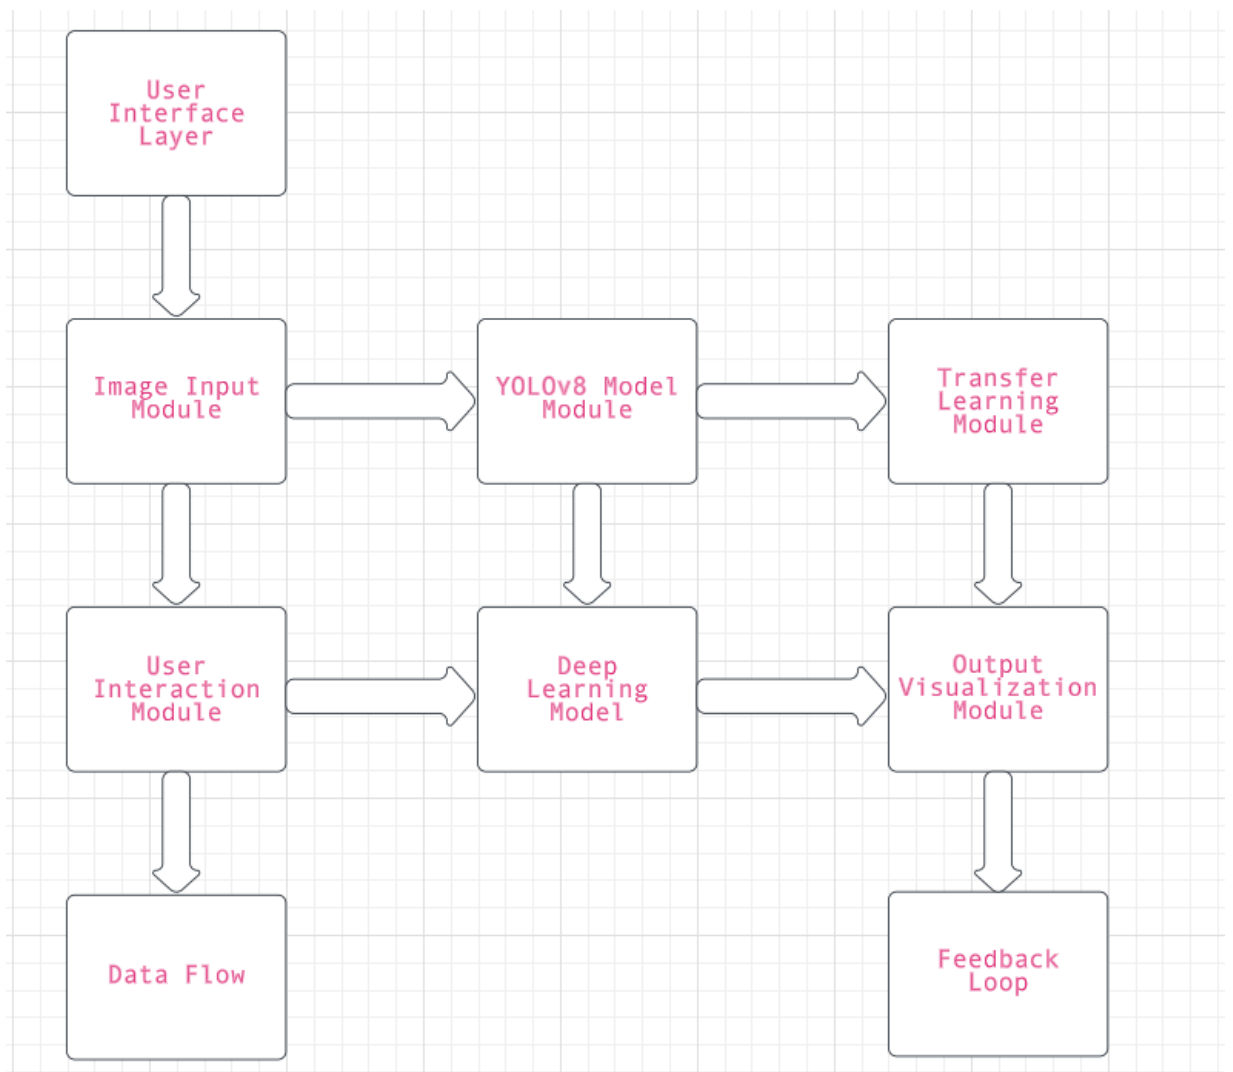 User
Interface
Layer
Image Input
Module
YOLOv8 Model
Module
Transfer
Learning
Module
User
Interaction
Module
Deep
Learning
Model
Output
Visualization
Module
Data Flow
Feedback
Loop